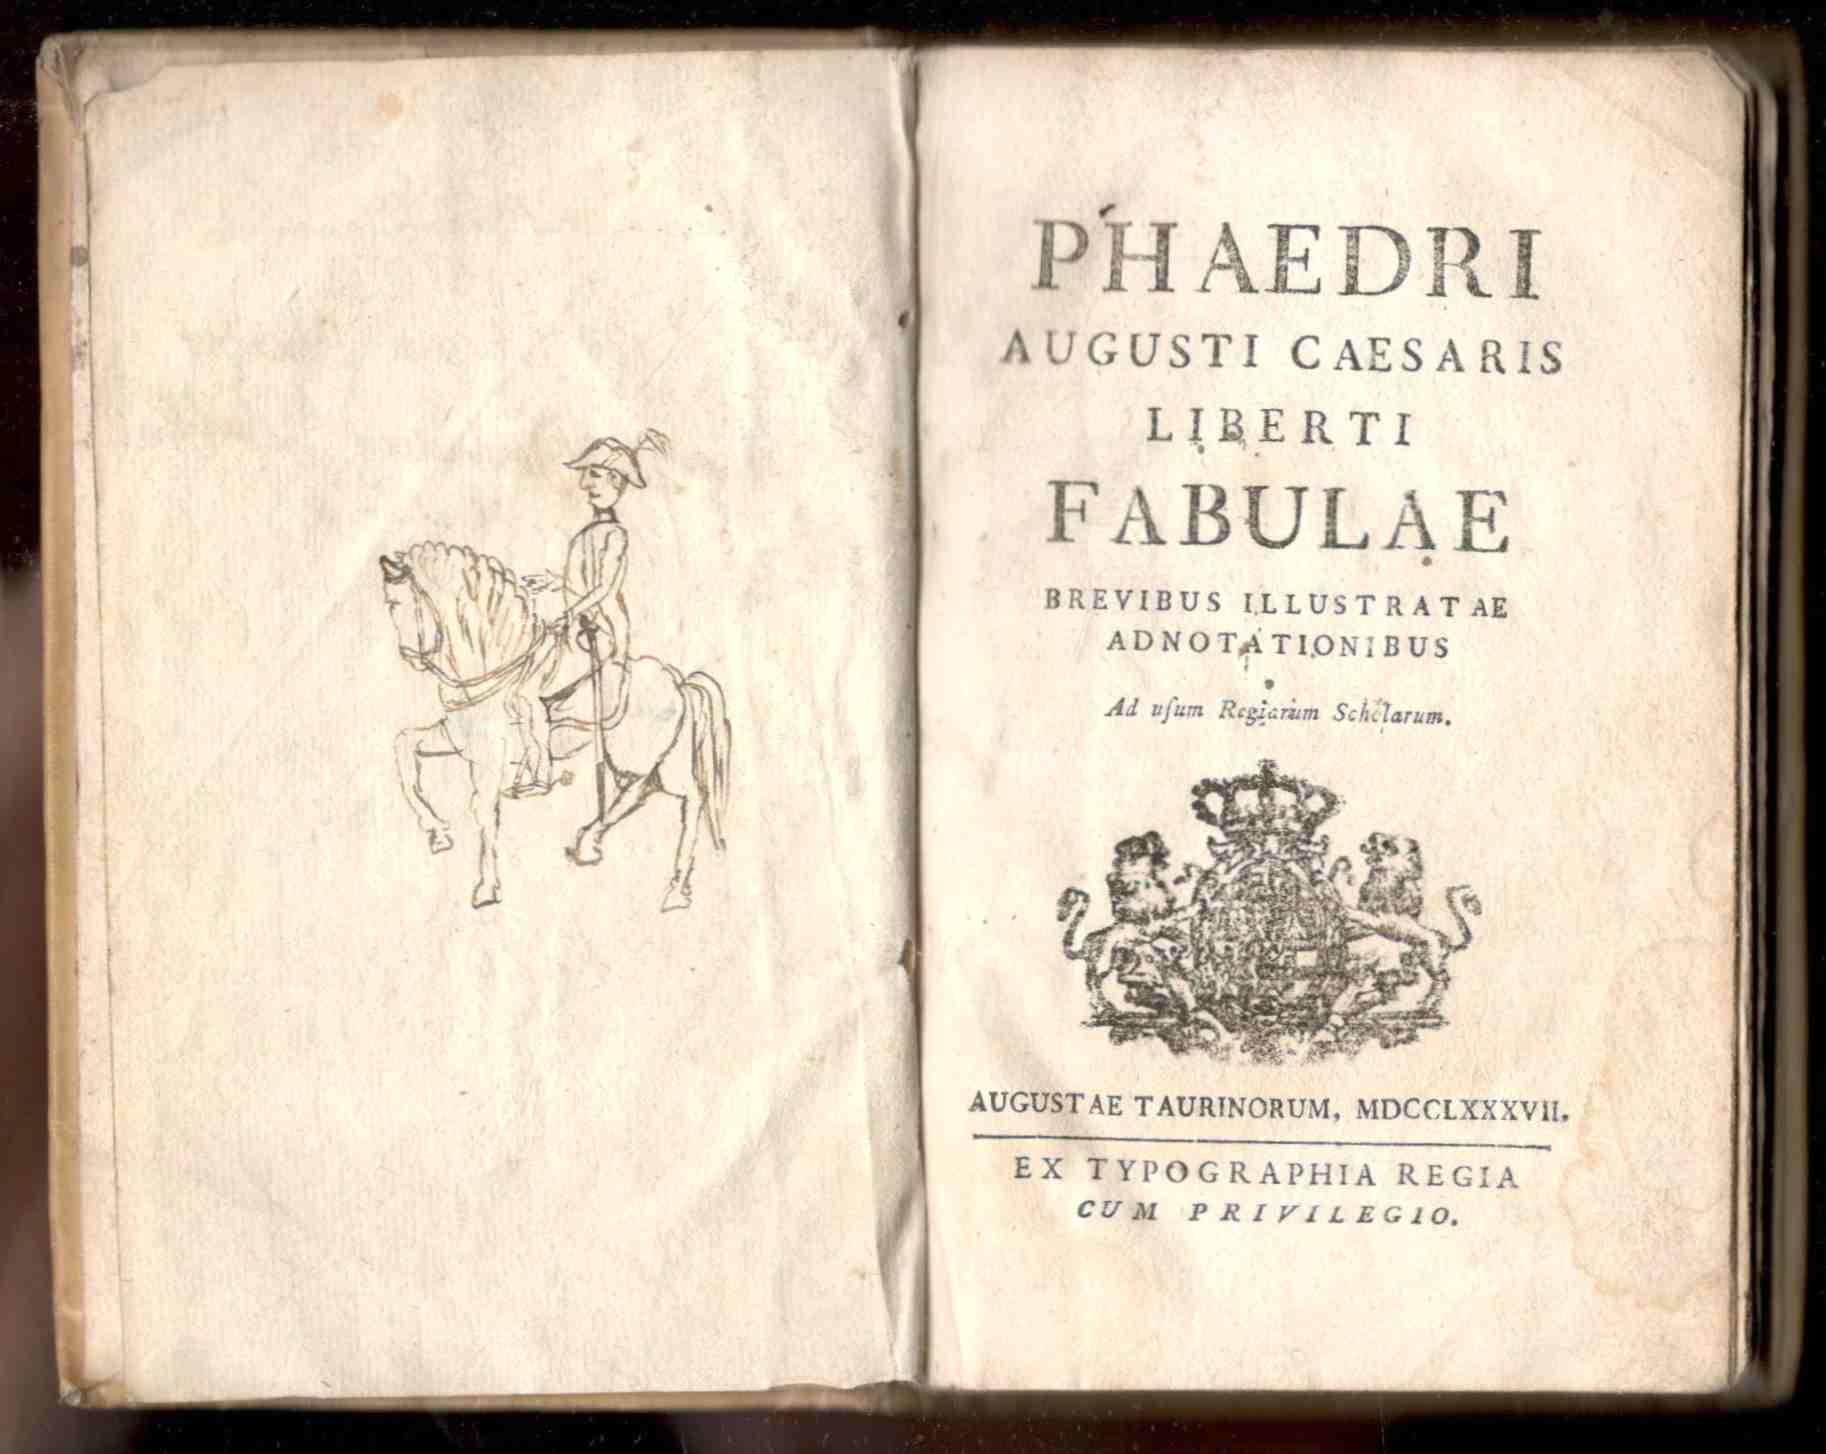 PHAEDRI
AUGUSTI CAESARIS
LIBERTI
FABULAE
BREVIBUS ILLUSTRATAE
ADNOTATIONIBUS
Ad uſum Regiarum Scholarum.
AUGUSTAE TAURINORUM, MDCCLXXXVII.
EX TYPOGRAPHIA REGIA
CUM PRIVILEGIO.